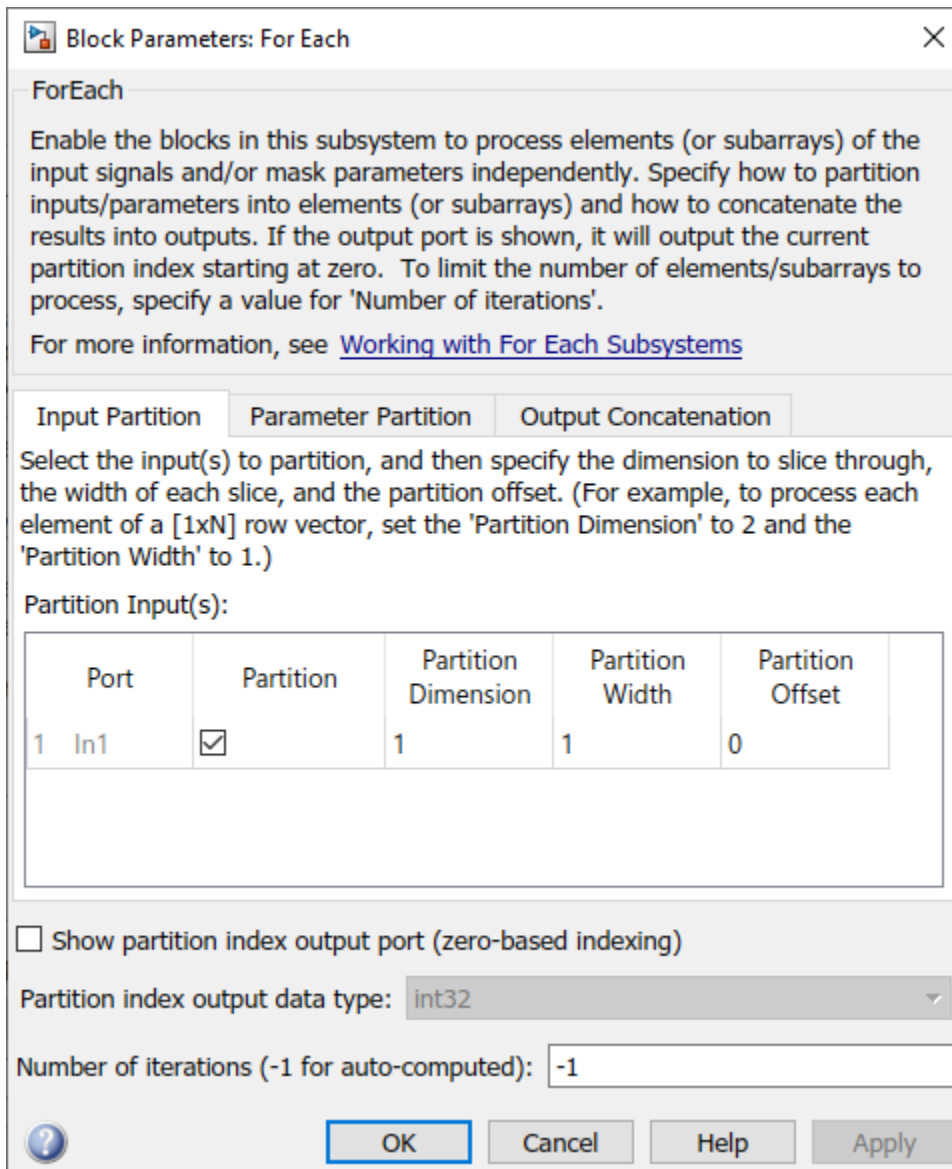 Block Parameters: For Each
ForEach
Enable the blocks in this subsystem to process elements (or subarrays) of the
input signals and/or mask parameters independently. Specify how to partition
inputs/parameters into elements (or subarrays) and how to concatenate the
results into outputs. If the output port is shown, it will output the current
partition index starting at zero.  To limit the number of elements/subarrays to
process, specify a value for 'Number of iterations'.
For more information, see Working with For Each Subsystems
Input Partition Parameter Partition Output Concatenation
Select the input(s) to partition, and then specify the dimension to slice through,
the width of each slice, and the partition offset. (For example, to process each
element of a [1xN] row vector, set the 'Partition Dimension' to 2 and the
'Partition Width' to 1.)
Partition Input(s):
Port Partition Partition Dimension Partition Width Partition Offset
1 In1 1 1 0
Show partition index output port (zero-based indexing)
Partition index output data type: int32
Number of iterations (-1 for auto-computed): -1
? OK Cancel Help Apply